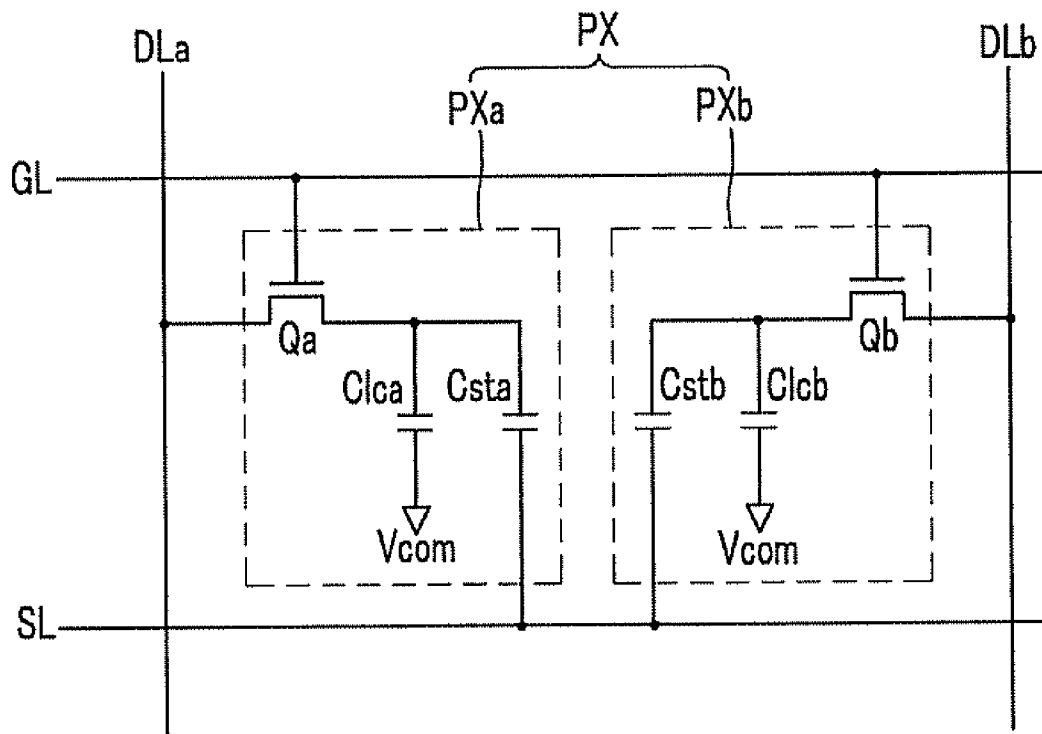 PX
DLa
DLb
PXa
PXb
GL
Qa
Qb
Clca
Csta
Cstb
Clcb
Vcom
Vcom
SL